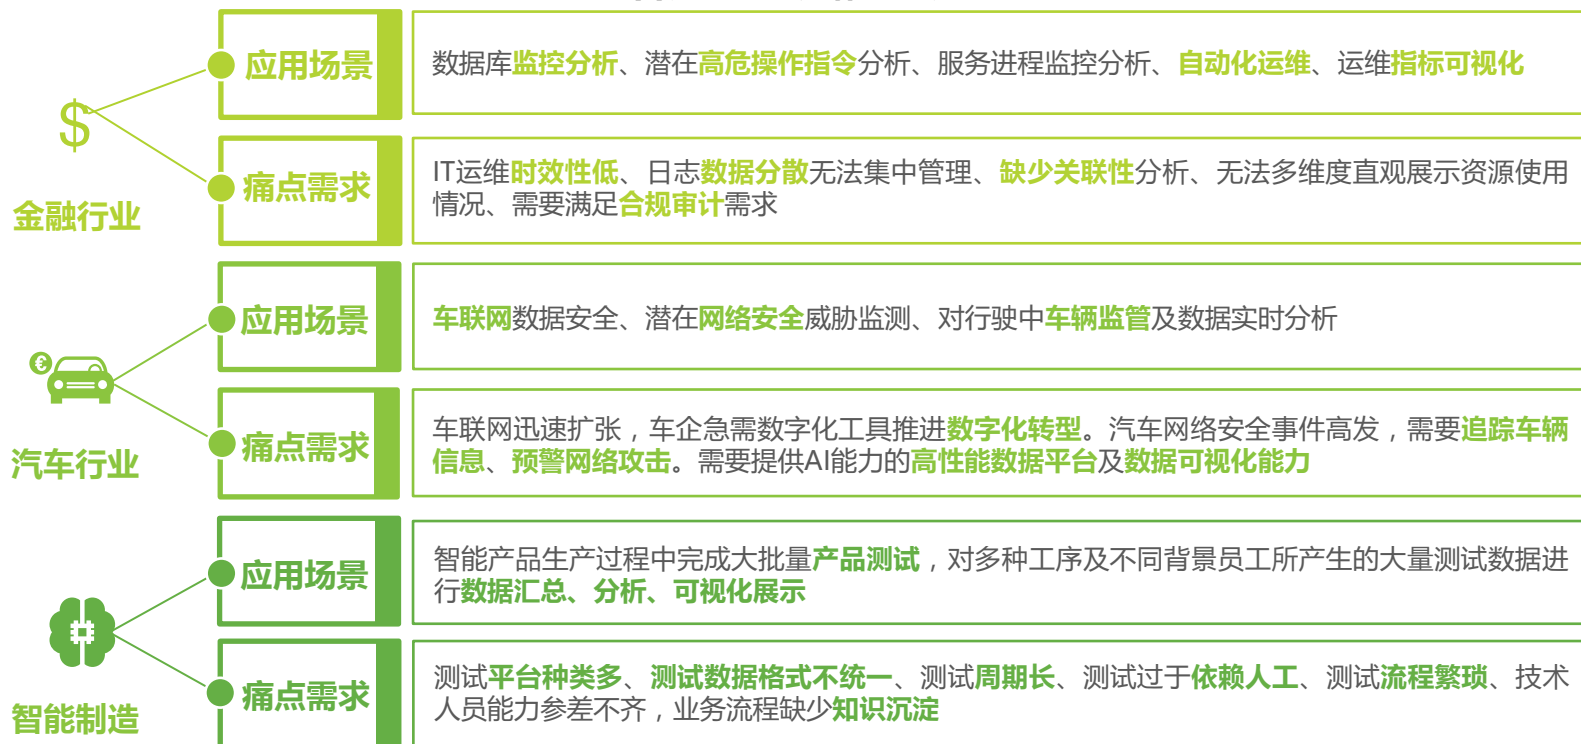 应用场景
数据库监控分析、潜在高危操作指令分析、服务进程监控分析、自动化运维、运维指标可视化
$
痛点需求
IT运维时效性低、日志数据分散无法集中管理、缺少关联性分析、无法多维度直观展示资源使用
情况、需要满足合规审计需求
金融行业
应用场景
车联网数据安全、潜在网络安全威胁监测、对行驶中车辆监管及数据实时分析
€
痛点需求
车联网迅速扩张，车企急需数字化工具推进数字化转型。汽车网络安全事件高发，需要追踪车辆
信息、预警网络攻击。需要提供AI能力的高性能数据平台及数据可视化能力
汽车行业
应用场景
智能产品生产过程中完成大批量产品测试，对多种工序及不同背景员工所产生的大量测试数据进
行数据汇总、分析、可视化展示
痛点需求
测试平台种类多、测试数据格式不统一、测试周期长、测试过于依赖人工、测试流程繁琐、技术
人员能力参差不齐，业务流程缺少知识沉淀
智能制造